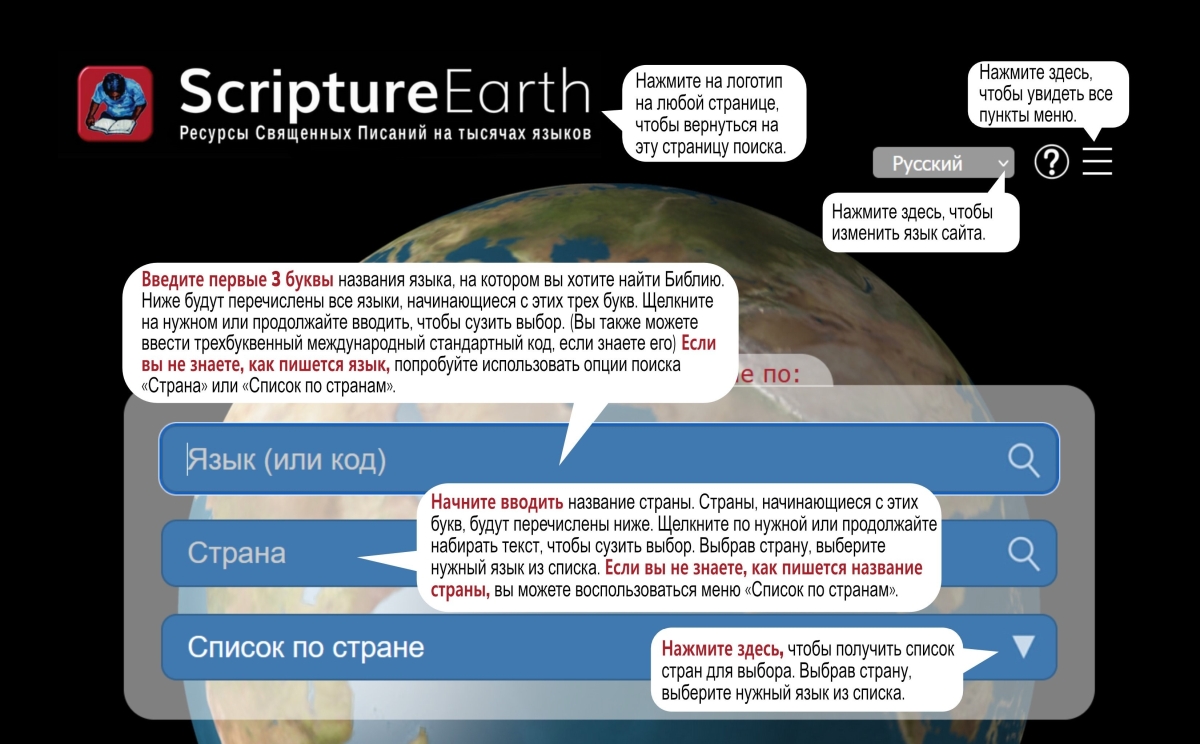 ScriptureEarth
Ресурсы Священных Писаний на тысячах языков
Нажмите на логотип
на любой странице,
чтобы вернуться на
эту страницу поиска.
Нажмите здесь,
чтобы увидеть все
пункты меню.
Русский
?
Нажмите здесь, чтобы
изменить язык сайта.
Введите первые 3 буквы названия языка, на котором вы хотите найти Библию.
Ниже будут перечислены все языки, начинающиеся с этих трех букв. Щелкните
на нужном или продолжайте вводить, чтобы сузить выбор. (Вы также можете
ввести трехбуквенный международный стандартный код, если знаете его) Если
вы не знаете, как пишется язык, попробуйте использовать опции поиска
«Страна» или «Список по странам».
по:
Язык (или код)
Начните вводить название страны. Страны, начинающиеся с этих
букв, будут перечислены ниже. Щелкните по нужной или продолжайте
набирать текст, чтобы сузить выбор. Выбрав страну, выберите
нужный язык из списка. Если вы не знаете, как пишется название
страны, вы можете воспользоваться меню «Список по странам».
Страна
Список по стране
Нажмите здесь, чтобы получить список
стран для выбора. Выбрав страну,
выберите нужный язык из списка.